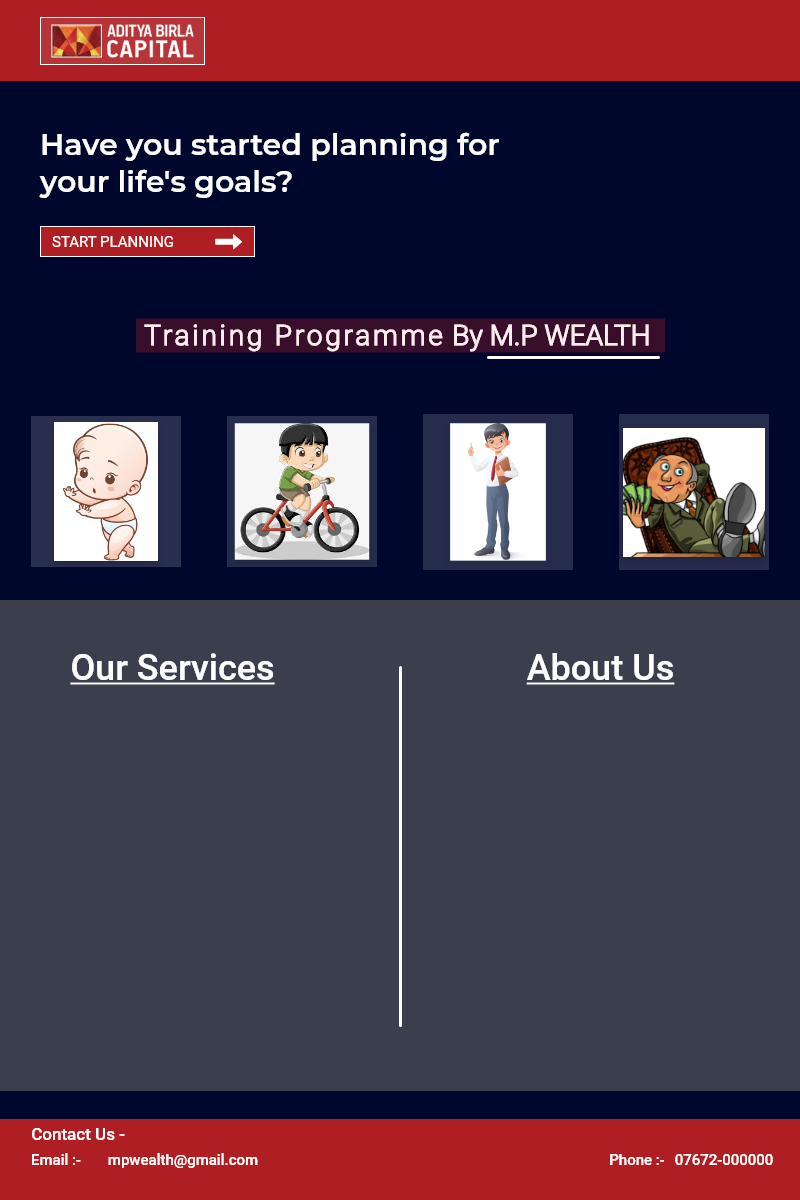 ADITYA BIRLA
CAPITAL
Have you started planning for
your life's goals?
START PLANNING
Training Programme By M.P WEALTH
Our Services
About Us
Contact Us -
Email :- mpwealth@gmail.com
Phone :- 07672-000000